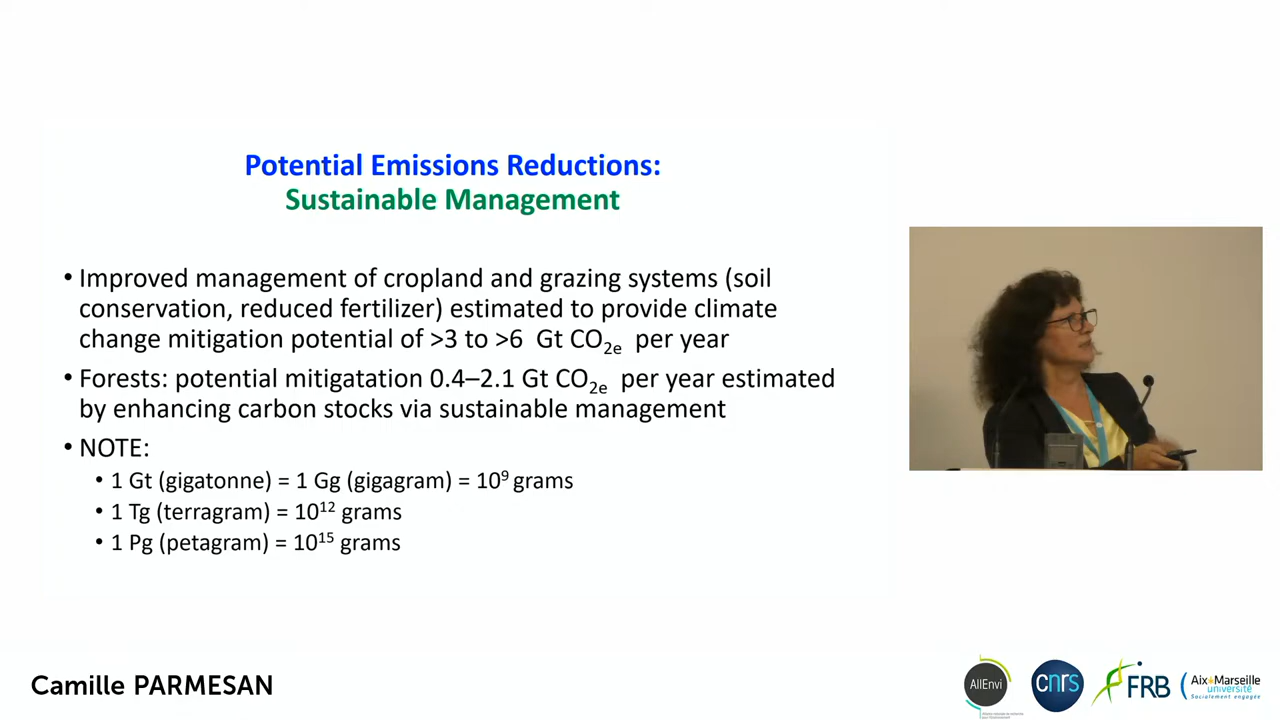 Potential Emissions Reductions:
Sustainable Management
• Improved management of cropland and grazing systems (soil
conservation, reduced fertilizer) estimated to provide climate
change mitigation potential of >3 to >6 Gt CO₂ₑ per year
• Forests: potential mitigatation 0.4–2.1 Gt CO₂ₑ per year estimated
by enhancing carbon stocks via sustainable management
• NOTE:
• 1 Gt (gigatonne) = 1 Gg (gigagram) = 10⁹ grams
• 1 Tg (terragram) = 10¹² grams
• 1 Pg (petagram) = 10¹⁵ grams
Camille PARMESAN
AllEnvi
cnrs
FRB
Aix Marseille
université
Socialement engagée